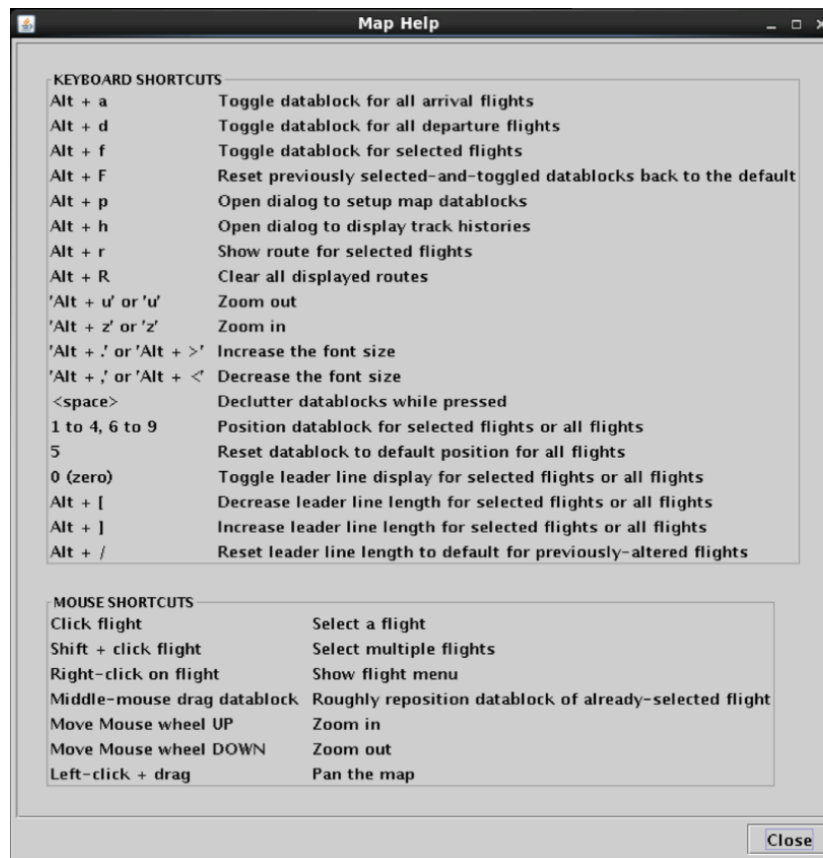 Map Help
KEYBOARD SHORTCUTS
Alt + a Toggle datablock for all arrival flights
Alt + d Toggle datablock for all departure flights
Alt + f Toggle datablock for selected flights
Alt + F Reset previously selected-and-toggled datablocks back to the default
Alt + p Open dialog to setup map datablocks
Alt + h Open dialog to display track histories
Alt + r Show route for selected flights
Alt + R Clear all displayed routes
'Alt + u' or 'u' Zoom out
'Alt + z' or 'z' Zoom in
'Alt + .' or 'Alt + >' Increase the font size
'Alt + ,' or 'Alt + <' Decrease the font size
<space> Declutter datablocks while pressed
1 to 4, 6 to 9 Position datablock for selected flights or all flights
5 Reset datablock to default position for all flights
0 (zero) Toggle leader line display for selected flights or all flights
Alt + [ Decrease leader line length for selected flights or all flights
Alt + ] Increase leader line length for selected flights or all flights
Alt + / Reset leader line length to default for previously-altered flights
MOUSE SHORTCUTS
Click flight Select a flight
Shift + click flight Select multiple flights
Right-click on flight Show flight menu
Middle-mouse drag datablock Roughly reposition datablock of already-selected flight
Move Mouse wheel UP Zoom in
Move Mouse wheel DOWN Zoom out
Left-click + drag Pan the map
Close